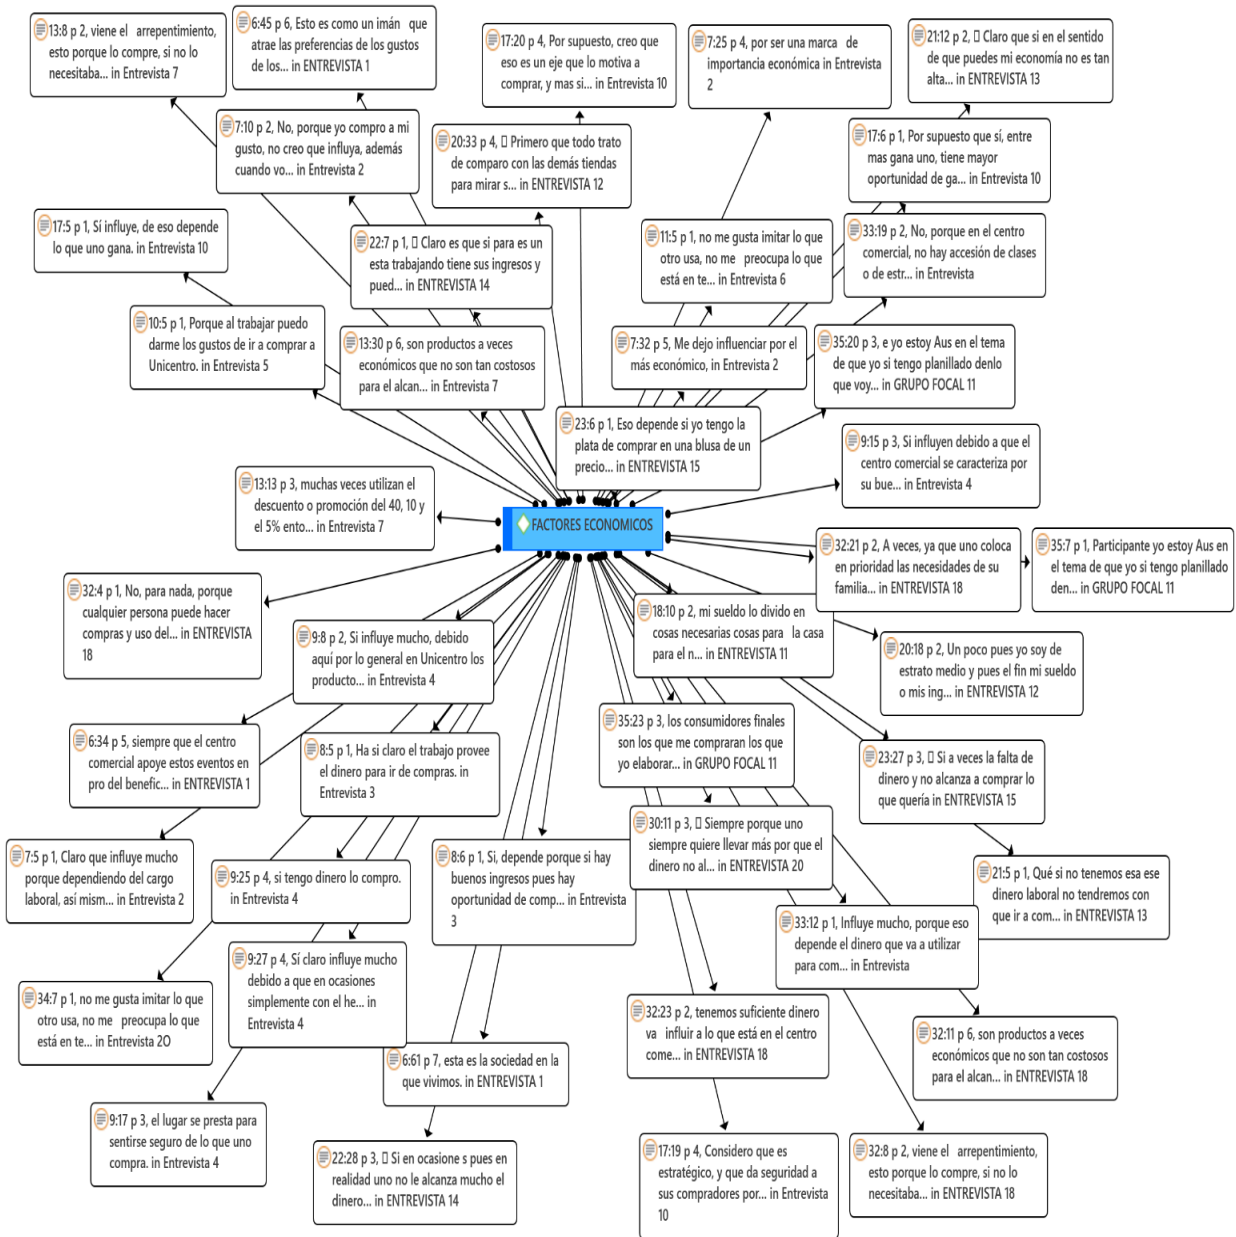 13:8 p 2, viene el arrepentimiento,
esto porque lo compre, si no lo
necesitaba... in Entrevista 7
6:45 p 6, Esto es como un imán que
atrae las preferencias de los gustos
de los... in ENTREVISTA 1
17:20 p 4, Por supuesto, creo que
eso es un eje que lo motiva a
comprar, y mas si... in Entrevista 10
7:25 p 4, por ser una marca de
importancia económica in Entrevista
2
21:12 p 2, ▯ Claro que si en el sentido
de que puedes mi economía no es tan
alta... in ENTREVISTA 13
7:10 p 2, No, porque yo compro a mi
gusto, no creo que influya, además
cuando vo... in Entrevista 2
20:33 p 4, ▯ Primero que todo trato
de comparo con las demás tiendas
para mirar s... in ENTREVISTA 12
17:6 p 1, Por supuesto que sí, entre
mas gana uno, tiene mayor
oportunidad de ga... in Entrevista 10
17:5 p 1, Sí influye, de eso depende
lo que uno gana. in Entrevista 10
22:7 p 1, ▯ Claro es que si para es un
esta trabajando tiene sus ingresos y
pued... in ENTREVISTA 14
11:5 p 1, no me gusta imitar lo que
otro usa, no me preocupa lo que
está en te... in Entrevista 6
33:19 p 2, No, porque en el centro
comercial, no hay accesión de clases
o de estr... in Entrevista
10:5 p 1, Porque al trabajar puedo
darme los gustos de ir a comprar a
Unicentro. in Entrevista 5
13:30 p 6, son productos a veces
económicos que no son tan costosos
para el alcan... in Entrevista 7
7:32 p 5, Me dejo influenciar por el
más económico, in Entrevista 2
35:20 p 3, e yo estoy Aus en el tema
de que yo si tengo planillado denlo
que voy... in GRUPO FOCAL 11
23:6 p 1, Eso depende si yo tengo la
plata de comprar en una blusa de un
precio... in ENTREVISTA 15
9:15 p 3, Si influyen debido a que el
centro comercial se caracteriza por
su bue... in Entrevista 4
13:13 p 3, muchas veces utilizan el
descuento o promoción del 40, 10 y
el 5% ento... in Entrevista 7
FACTORES ECONOMICOS
32:21 p 2, A veces, ya que uno coloca
en prioridad las necesidades de su
familia... in ENTREVISTA 18
35:7 p 1, Participante yo estoy Aus en
el tema de que yo si tengo planillado
den... in GRUPO FOCAL 11
32:4 p 1, No, para nada, porque
cualquier persona puede hacer
compras y uso del... in ENTREVISTA
18
9:8 p 2, Si influye mucho, debido
aquí por lo general en Unicentro los
producto... in Entrevista 4
18:10 p 2, mi sueldo lo divido en
cosas necesarias cosas para la casa
para el n... in ENTREVISTA 11
20:18 p 2, Un poco pues yo soy de
estrato medio y pues el fin mi sueldo
o mis ing... in ENTREVISTA 12
6:34 p 5, siempre que el centro
comercial apoye estos eventos en
pro del benefic... in ENTREVISTA 1
8:5 p 1, Ha si claro el trabajo provee
el dinero para ir de compras. in
Entrevista 3
35:23 p 3, los consumidores finales
son los que me compraran los que
yo elaborar... in GRUPO FOCAL 11
23:27 p 3, ▯ Si a veces la falta de
dinero y no alcanza a comprar lo
que quería in ENTREVISTA 15
7:5 p 1, Claro que influye mucho
porque dependiendo del cargo
laboral, así mism... in Entrevista 2
9:25 p 4, si tengo dinero lo compro.
in Entrevista 4
8:6 p 1, Si, depende porque si hay
buenos ingresos pues hay
oportunidad de comp... in Entrevista
3
30:11 p 3, ▯ Siempre porque uno
siempre quiere llevar más por que el
dinero no al... in ENTREVISTA 20
21:5 p 1, Qué si no tenemos esa ese
dinero laboral no tendremos con
que ir a com... in ENTREVISTA 13
33:12 p 1, Influye mucho, porque eso
depende el dinero que va a utilizar
para com... in Entrevista
9:27 p 4, Sí claro influye mucho
debido a que en ocasiones
simplemente con el he... in
Entrevista 4
34:7 p 1, no me gusta imitar lo que
otro usa, no me preocupa lo que
está en te... in Entrevista 2O
32:23 p 2, tenemos suficiente dinero
va influir a lo que está en el centro
come... in ENTREVISTA 18
32:11 p 6, son productos a veces
económicos que no son tan costosos
para el alcan... in ENTREVISTA 18
6:61 p 7, esta es la sociedad en la
que vivimos. in ENTREVISTA 1
9:17 p 3, el lugar se presta para
sentirse seguro de lo que uno
compra. in Entrevista 4
22:28 p 3, ▯ Si en ocasione s pues en
realidad uno no le alcanza mucho el
dinero... in ENTREVISTA 14
17:19 p 4, Considero que es
estratégico, y que da seguridad a
sus compradores por... in Entrevista
10
32:8 p 2, viene el arrepentimiento,
esto porque lo compre, si no lo
necesitaba... in ENTREVISTA 18